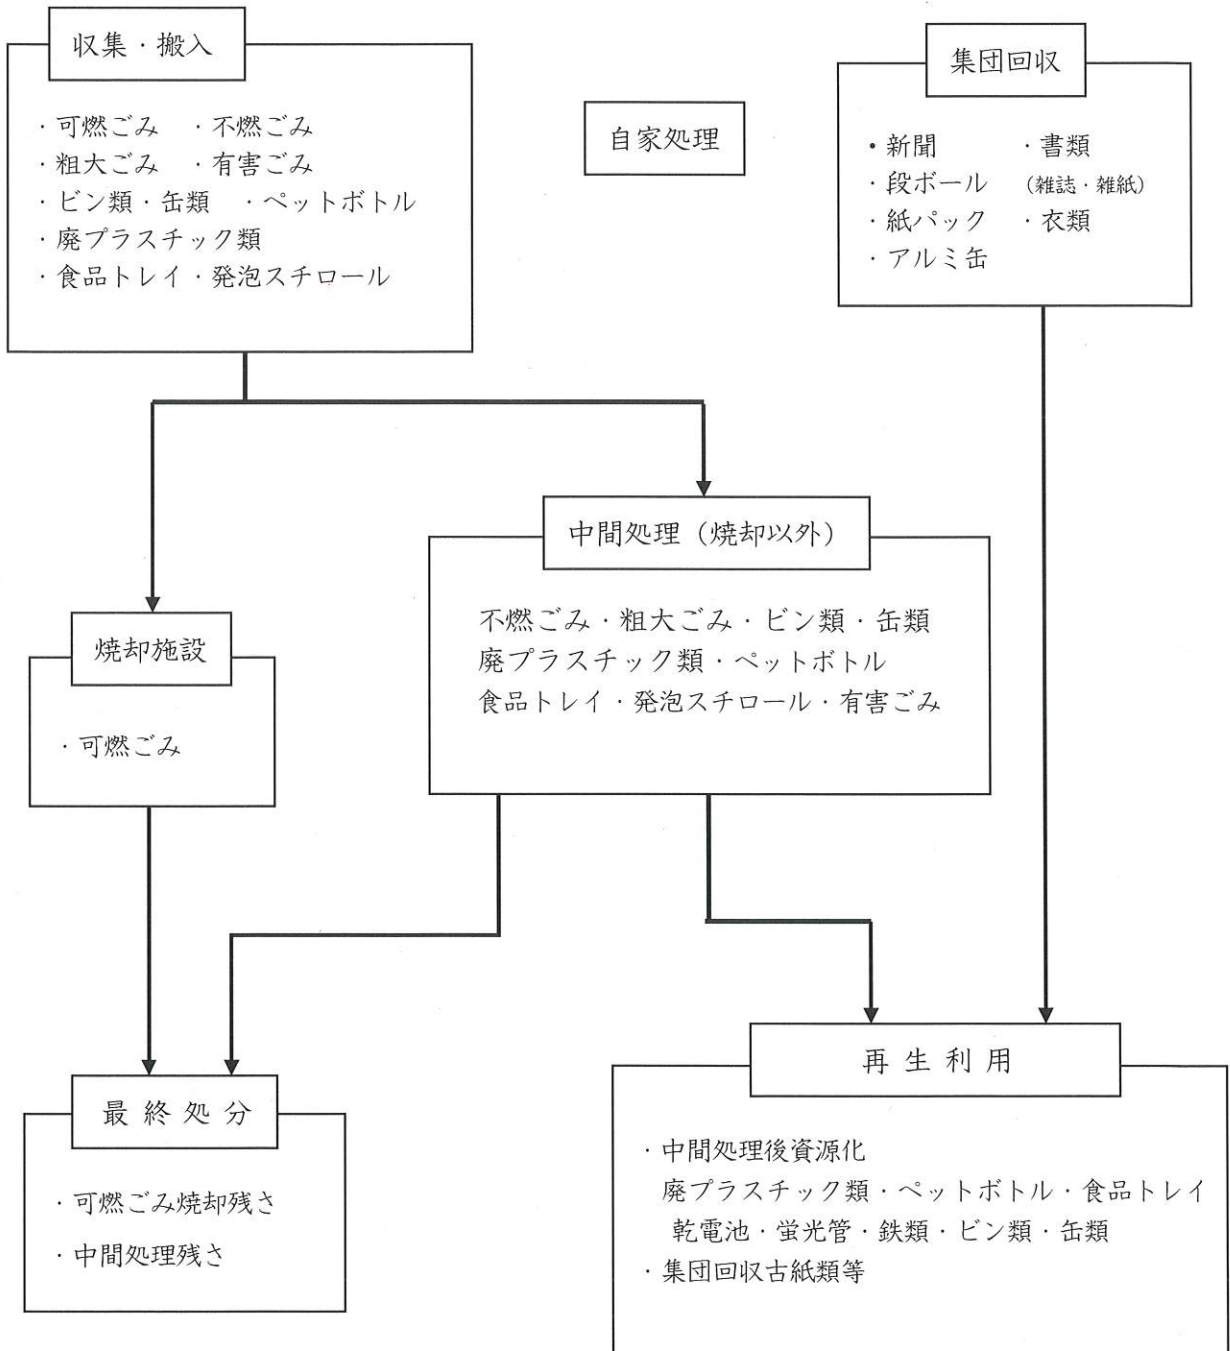 収集・搬入
・可燃ごみ ・不燃ごみ
・粗大ごみ ・有害ごみ
・ビン類・缶類 ・ペットボトル
・廃プラスチック類
・食品トレイ・発泡スチロール
自家処理
集団回収
・新聞 ・書類
・段ボール (雑誌・雑紙)
・紙パック ・衣類
・アルミ缶
中間処理（焼却以外）
不燃ごみ・粗大ごみ・ビン類・缶類
廃プラスチック類・ペットボトル
食品トレイ・発泡スチロール・有害ごみ
焼却施設
・可燃ごみ
最終処分
・可燃ごみ焼却残さ
・中間処理残さ
再生利用
・中間処理後資源化
廃プラスチック類・ペットボトル・食品トレイ
乾電池・蛍光管・鉄類・ビン類・缶類
・集団回収古紙類等